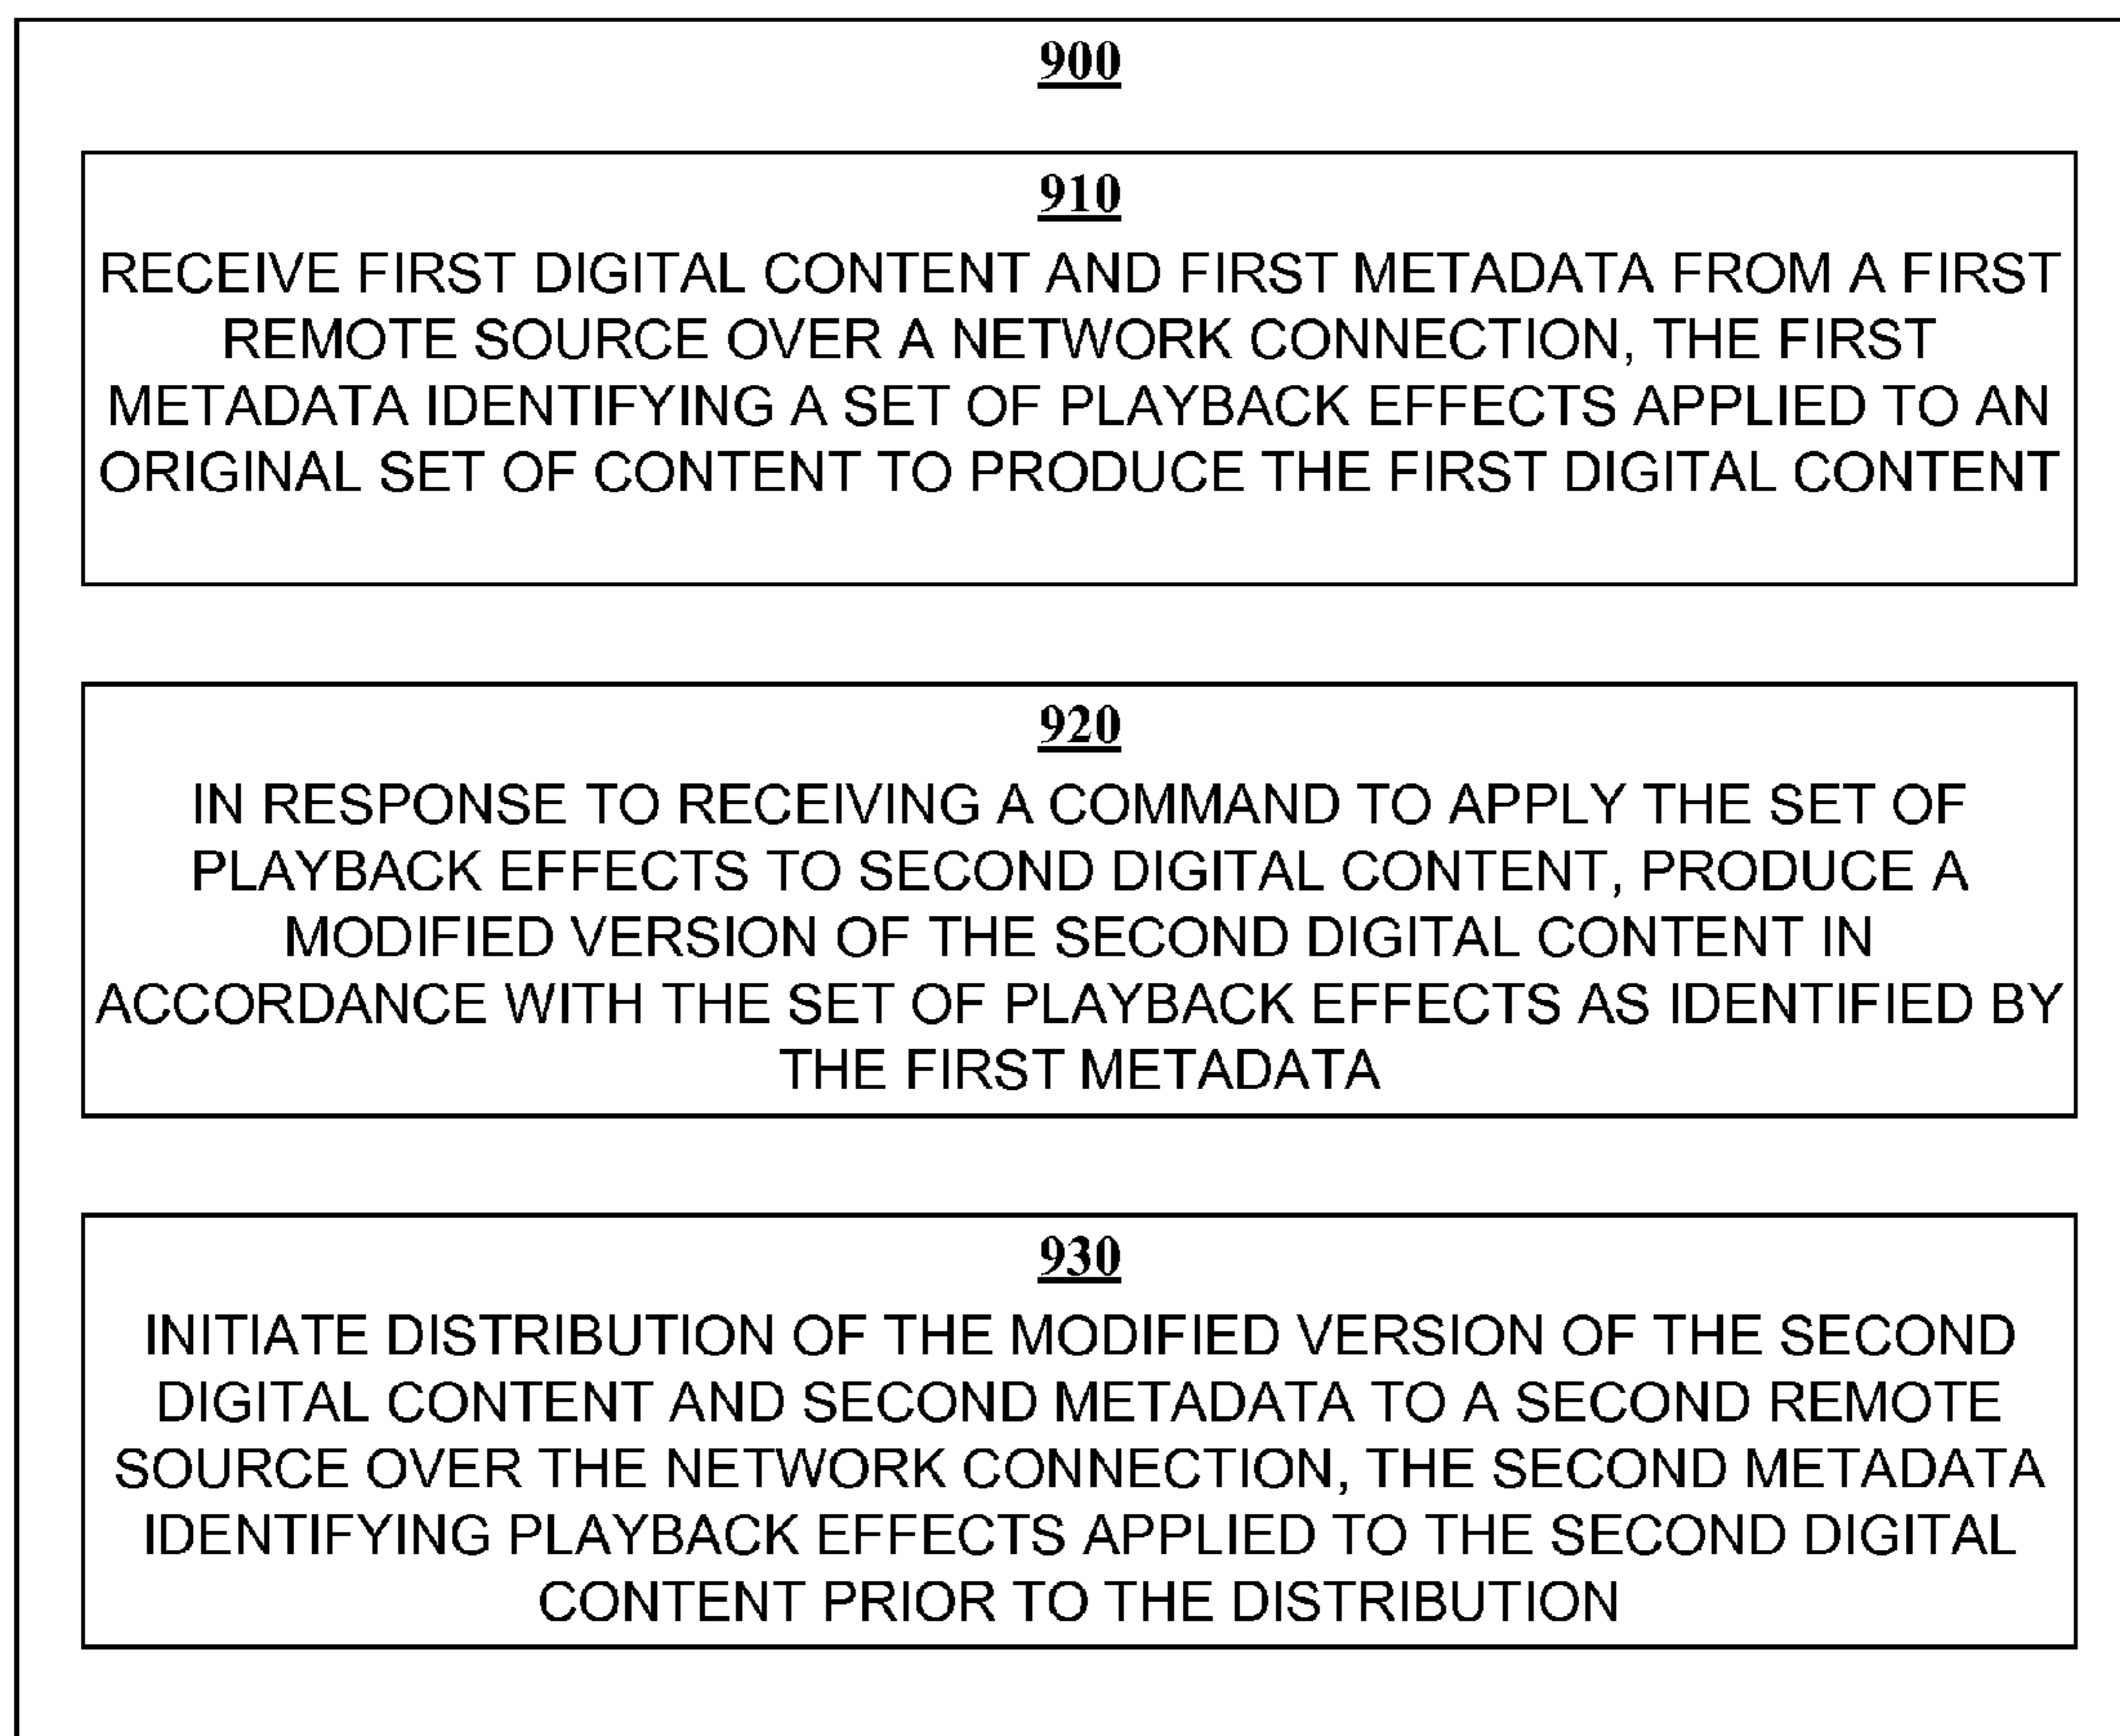 900
910
RECEIVE FIRST DIGITAL CONTENT AND FIRST METADATA FROM A FIRST
REMOTE SOURCE OVER A NETWORK CONNECTION, THE FIRST
METADATA IDENTIFYING A SET OF PLAYBACK EFFECTS APPLIED TO AN
ORIGINAL SET OF CONTENT TO PRODUCE THE FIRST DIGITAL CONTENT
920
IN RESPONSE TO RECEIVING A COMMAND TO APPLY THE SET OF
PLAYBACK EFFECTS TO SECOND DIGITAL CONTENT, PRODUCE A
MODIFIED VERSION OF THE SECOND DIGITAL CONTENT IN
ACCORDANCE WITH THE SET OF PLAYBACK EFFECTS AS IDENTIFIED BY
THE FIRST METADATA
930
INITIATE DISTRIBUTION OF THE MODIFIED VERSION OF THE SECOND
DIGITAL CONTENT AND SECOND METADATA TO A SECOND REMOTE
SOURCE OVER THE NETWORK CONNECTION, THE SECOND METADATA
IDENTIFYING PLAYBACK EFFECTS APPLIED TO THE SECOND DIGITAL
CONTENT PRIOR TO THE DISTRIBUTION